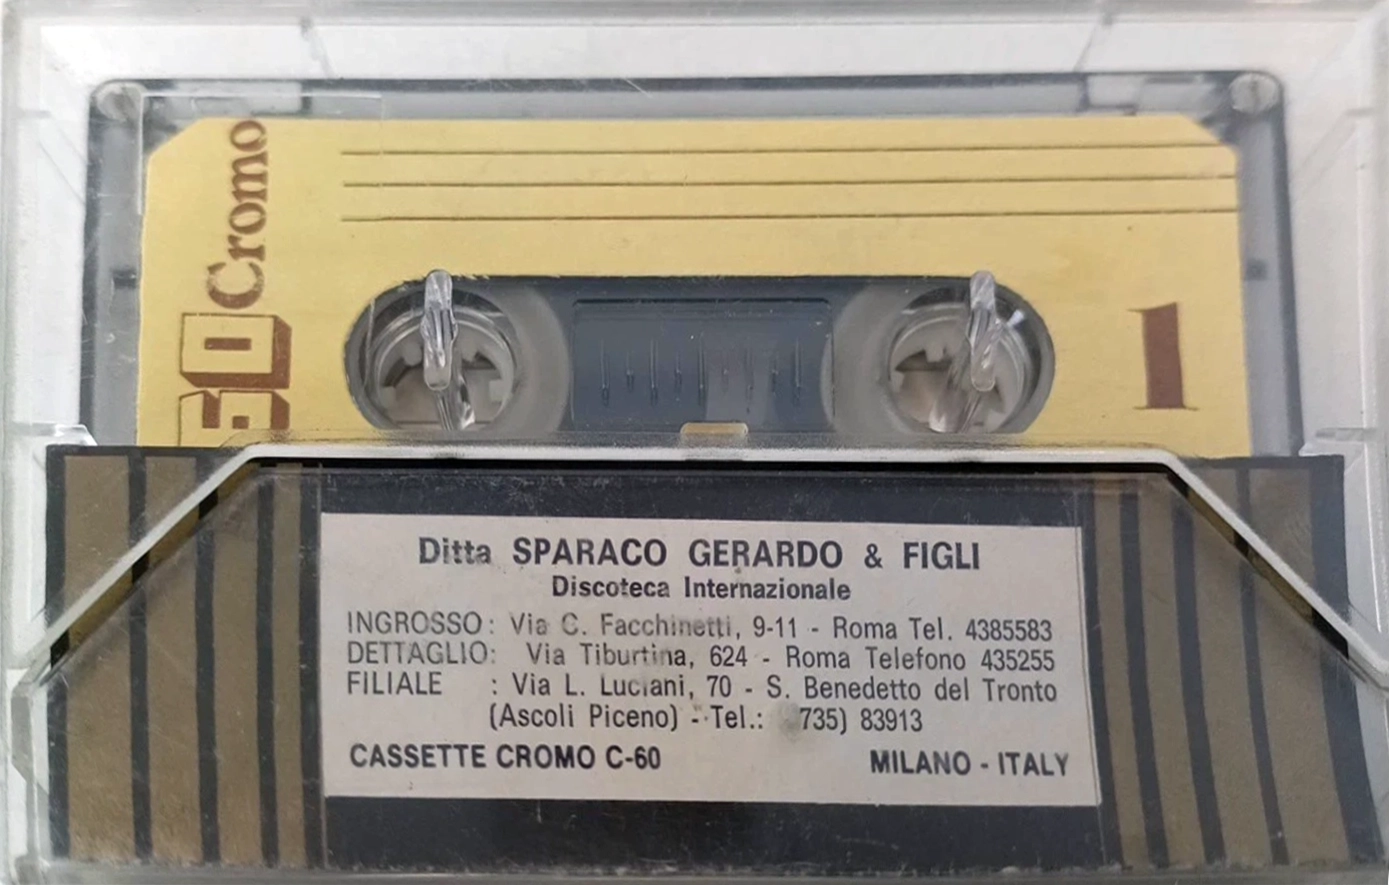 60 Cromo
1
Ditta SPARACO GERARDO & FIGLI
Discoteca Internazionale
INGROSSO : Via C. Facchinetti, 9-11 - Roma Tel. 4385583
DETTAGLIO: Via Tiburtina, 624 - Roma Telefono 435255
FILIALE : Via L. Luciani, 70 - S. Benedetto del Tronto
(Ascoli Piceno) - Tel.: 735) 83913
CASSETTE CROMO C-60 MILANO - ITALY